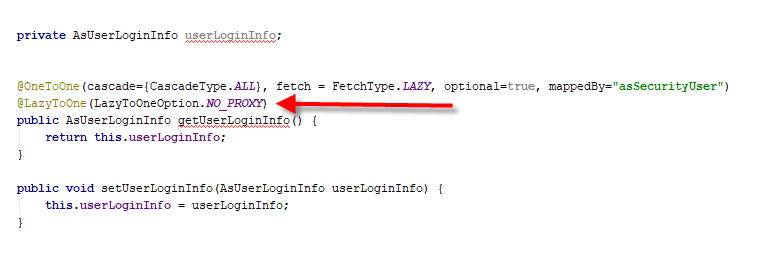 private AsUserLoginInfo userLoginInfo;
@OneToOne(cascade={CascadeType.ALL}, fetch = FetchType.LAZY, optional=true, mappedBy="asSecurityUser")
@LazyToOne(LazyToOneOption.NO_PROXY)
public AsUserLoginInfo getUserLoginInfo() {
return this.userLoginInfo;
}
public void setUserLoginInfo(AsUserLoginInfo userLoginInfo) {
this.userLoginInfo = userLoginInfo;
}